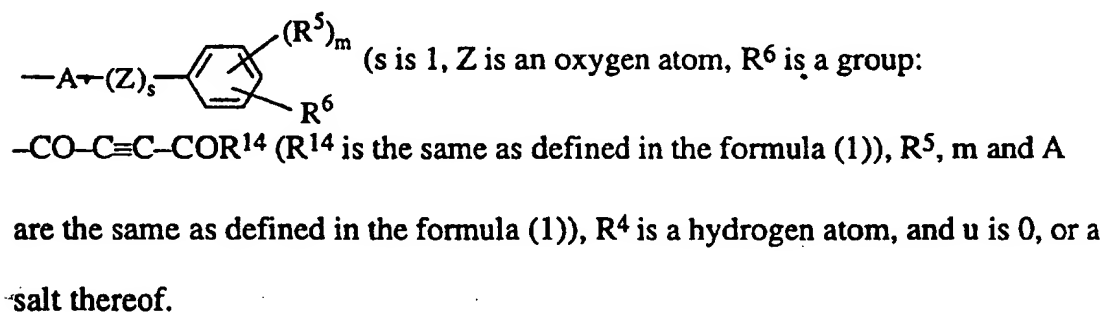 —A—(Z)s—(R⁵)m (s is 1, Z is an oxygen atom, R⁶ is a group:
R⁶
–CO–C≡C–COR¹⁴ (R¹⁴ is the same as defined in the formula (1)), R⁵, m and A
are the same as defined in the formula (1)), R⁴ is a hydrogen atom, and u is 0, or a
salt thereof.